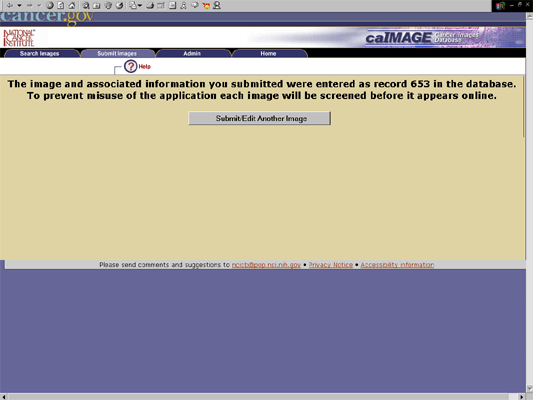 cancer.gov
NATIONAL CANCER INSTITUTE
caIMAGE Cancer Images Database
Search Images Submit Images Admin Home
? Help
The image and associated information you submitted were entered as record 653 in the database.
To prevent misuse of the application each image will be screened before it appears online.
Submit/Edit Another Image
Please send comments and suggestions to ncicb@pop.nci.nih.gov • Privacy Notice • Accessibility Information